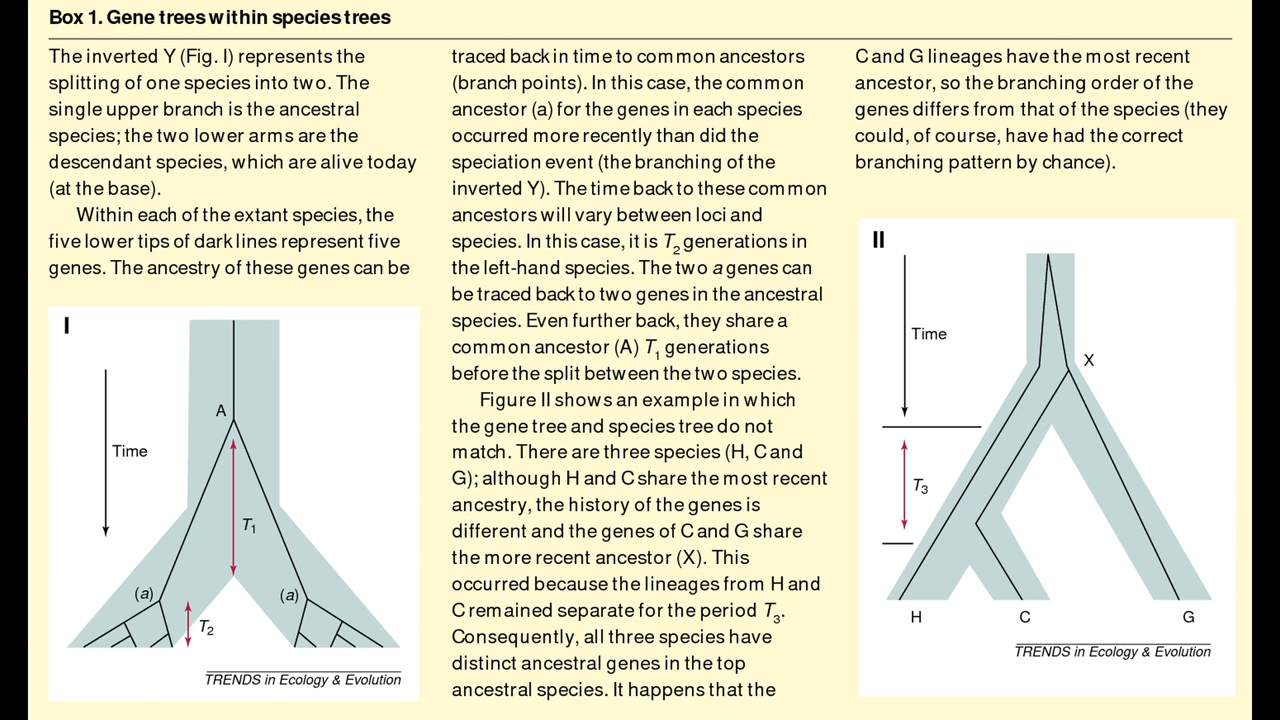 Box 1. Gene trees within species trees
The inverted Y (Fig. I) represents the
splitting of one species into two. The
single upper branch is the ancestral
species; the two lower arms are the
descendant species, which are alive today
(at the base).
Within each of the extant species, the
five lower tips of dark lines represent five
genes. The ancestry of these genes can be
I
A
Time
T1
(a)
(a)
T2
TRENDS in Ecology & Evolution
traced back in time to common ancestors
(branch points). In this case, the common
ancestor (a) for the genes in each species
occurred more recently than did the
speciation event (the branching of the
inverted Y). The time back to these common
ancestors will vary between loci and
species. In this case, it is T2 generations in
the left-hand species. The two a genes can
be traced back to two genes in the ancestral
species. Even further back, they share a
common ancestor (A) T1 generations
before the split between the two species.
Figure II shows an example in which
the gene tree and species tree do not
match. There are three species (H, C and
G); although H and C share the most recent
ancestry, the history of the genes is
different and the genes of C and G share
the more recent ancestor (X). This
occurred because the lineages from H and
C remained separate for the period T3.
Consequently, all three species have
distinct ancestral genes in the top
ancestral species. It happens that the
C and G lineages have the most recent
ancestor, so the branching order of the
genes differs from that of the species (they
could, of course, have had the correct
branching pattern by chance).
II
Time
X
T3
H
C
G
TRENDS in Ecology & Evolution